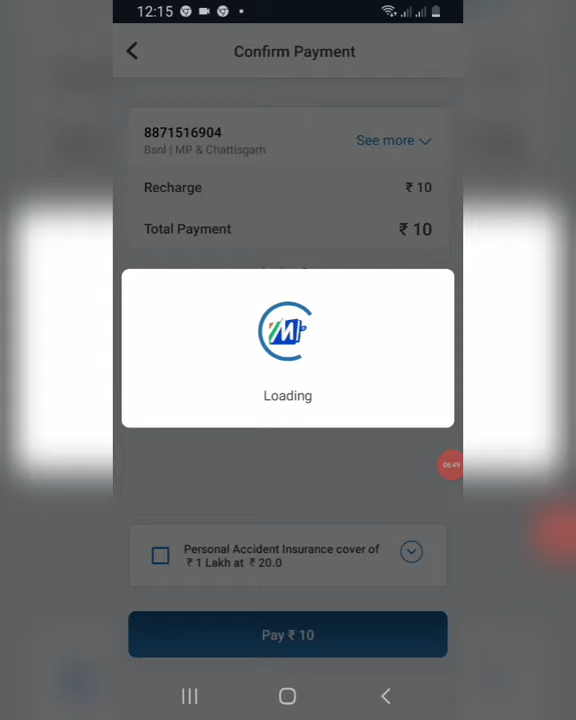 12:15
Confirm Payment
8871516904
See more
Bsnl | MP & Chattisgarh
Recharge ₹ 10
Total Payment ₹ 10
Loading
06:49
Personal Accident Insurance cover of
₹ 1 Lakh at ₹ 20.0
Pay ₹ 10